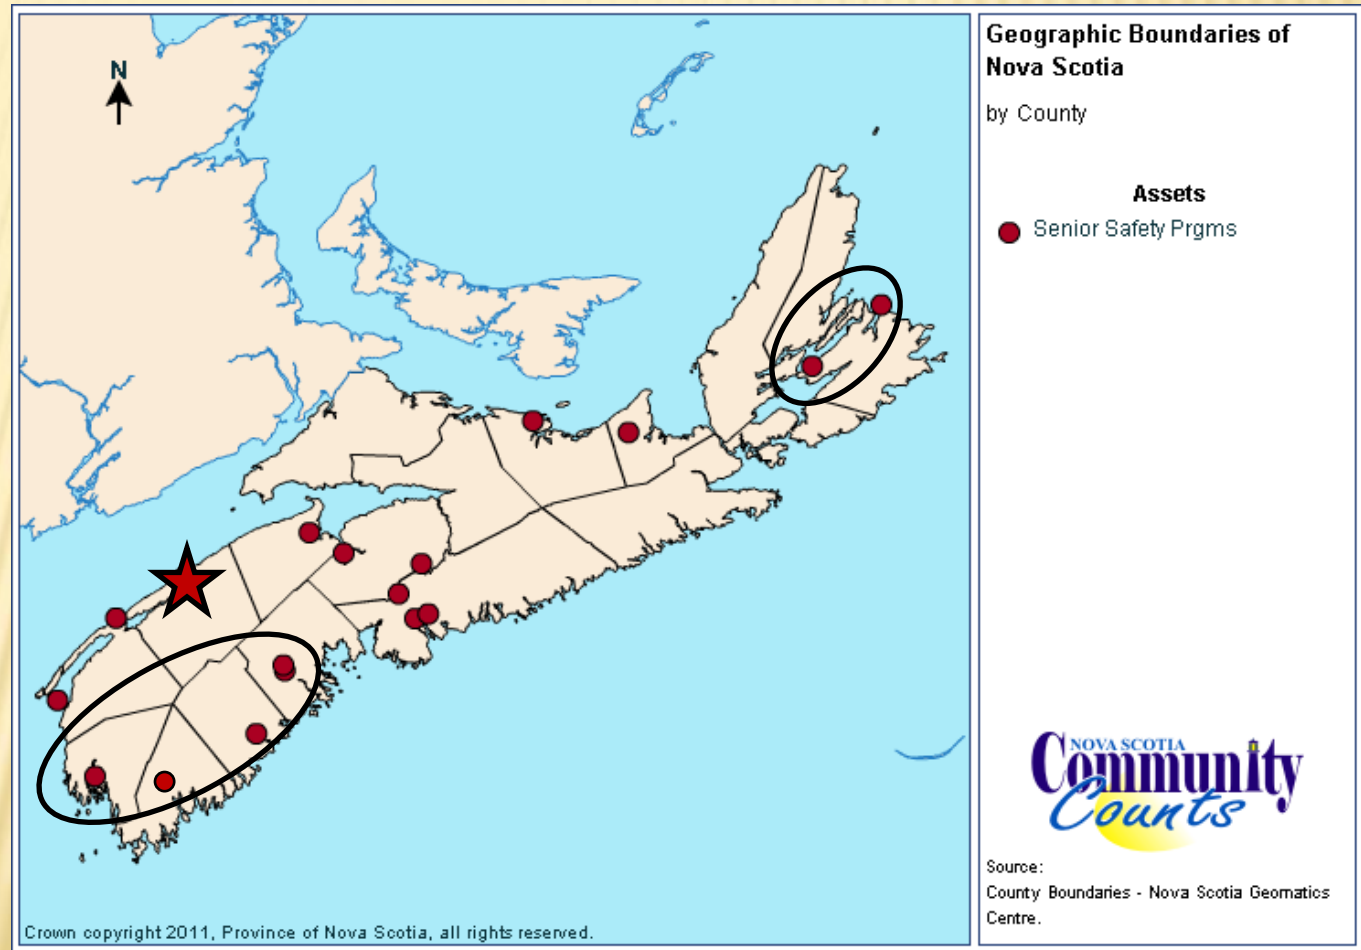 N
Geographic Boundaries of
Nova Scotia
by County
Assets
Senior Safety Prgms
NOVA SCOTIA
Community
Counts
Source:
County Boundaries - Nova Scotia Geomatics
Centre.
Crown copyright 2011, Province of Nova Scotia, all rights reserved.